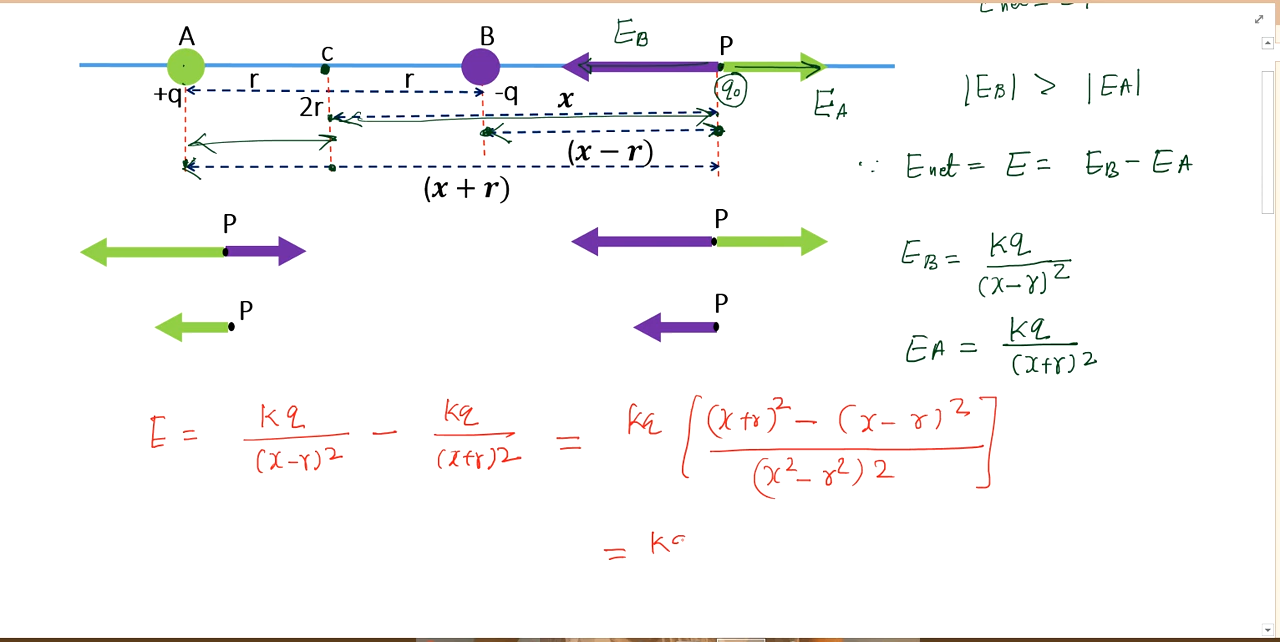 A c B E_B P
r r
+q -q q₀ E_A
2r x
(x − r)
(x + r)
|E_B| > |E_A|
∵ E net = E = E_B − E_A
P P
E_B = kq / (x−r)²
P P
E_A = kq / (x+r)²
E = kq / (x−r)² − kq / (x+r)² = kq [ (x+r)² − (x−r)² / (x²−r²)2 ]
= k